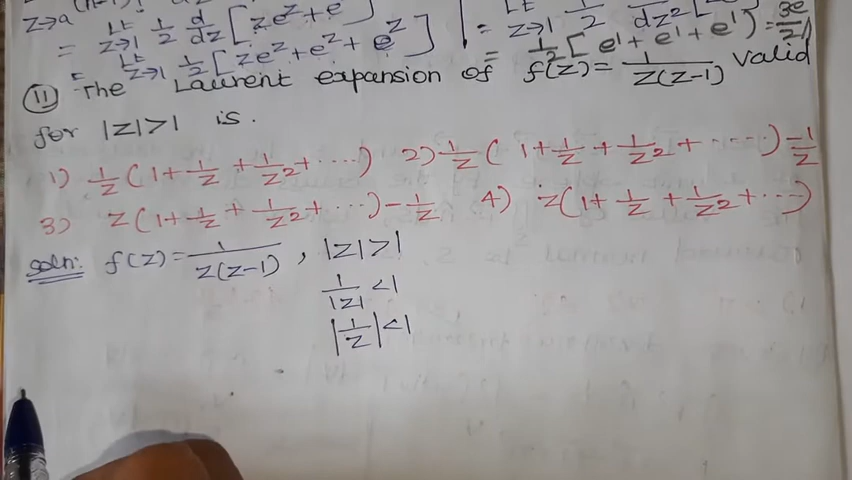 z→a
= Lt z→1 1/2 d/dz [ze^z+e
= Lt z→1 1/2 [ze^z+e^z+e^z]
= Lt z→1 1/2 /dz²
= 1/2 [e¹+e¹+e¹) = 3e/2
11 The Laurent expansion of f(z) = 1/z(z-1) valid
for |z|>1 is.
1) 1/z (1+1/z+1/z²+....) 2) 1/z (1+1/z+1/z²+.....)-1/z
3) z(1+1/z+1/z²+...)-1/z 4) z(1+1/z+1/z²+...)
soln: f(z)=1/z(z-1), |z|>1
1/|z| <1
|1/z|<1